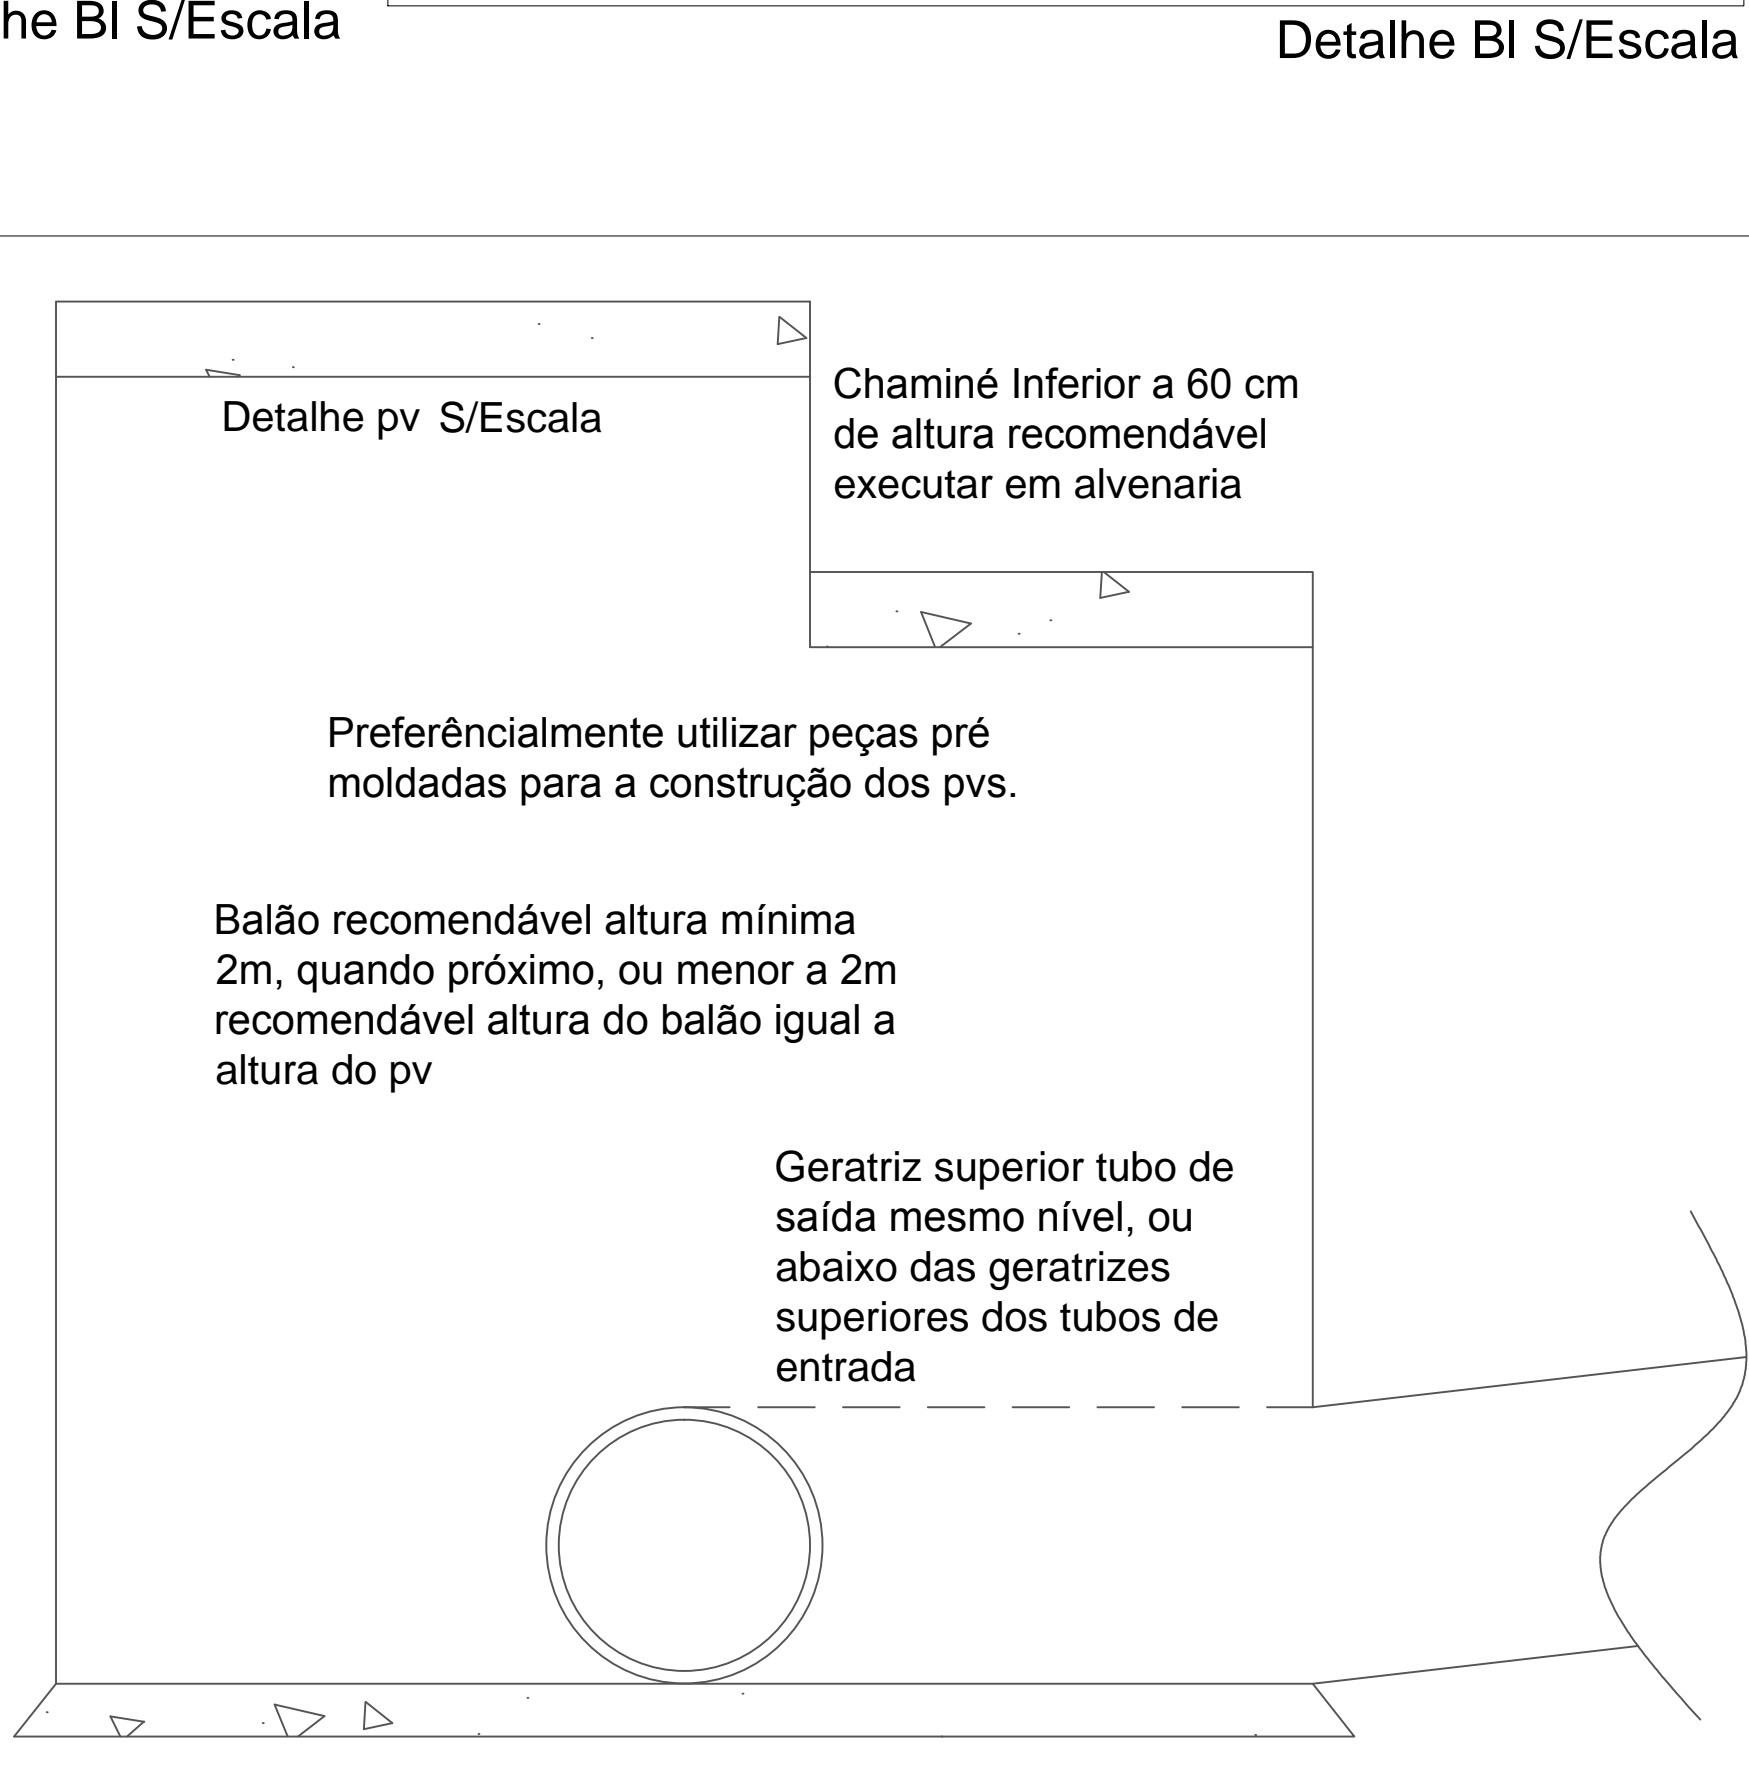 he Bl S/Escala
Detalhe Bl S/Escala
Detalhe pv S/Escala
Chaminé Inferior a 60 cm
de altura recomendável
executar em alvenaria
Preferêncialmente utilizar peças pré
moldadas para a construção dos pvs.
Balão recomendável altura mínima
2m, quando próximo, ou menor a 2m
recomendável altura do balão igual a
altura do pv
Geratriz superior tubo de
saída mesmo nível, ou
abaixo das geratrizes
superiores dos tubos de
entrada